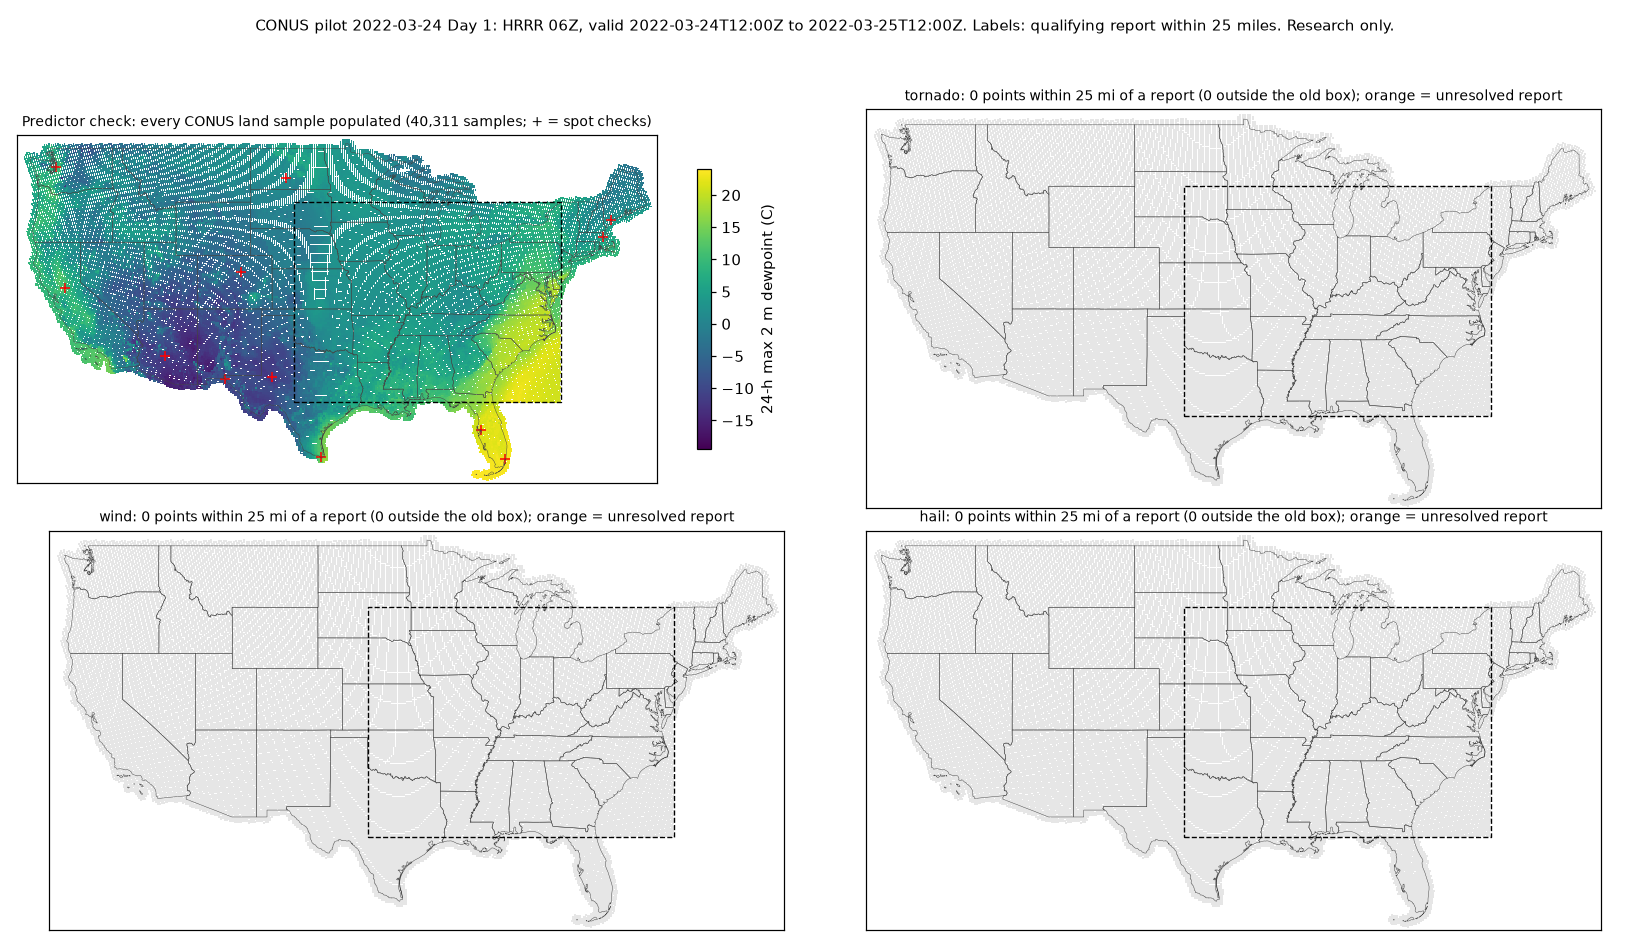 CONUS pilot 2022-03-24 Day 1: HRRR 06Z, valid 2022-03-24T12:00Z to 2022-03-25T12:00Z. Labels: qualifying report within 25 miles. Research only.
Predictor check: every CONUS land sample populated (40,311 samples; + = spot checks)
20
15
10
5
0
−5
−10
−15
24-h max 2 m dewpoint (C)
tornado: 0 points within 25 mi of a report (0 outside the old box); orange = unresolved report
wind: 0 points within 25 mi of a report (0 outside the old box); orange = unresolved report
hail: 0 points within 25 mi of a report (0 outside the old box); orange = unresolved report